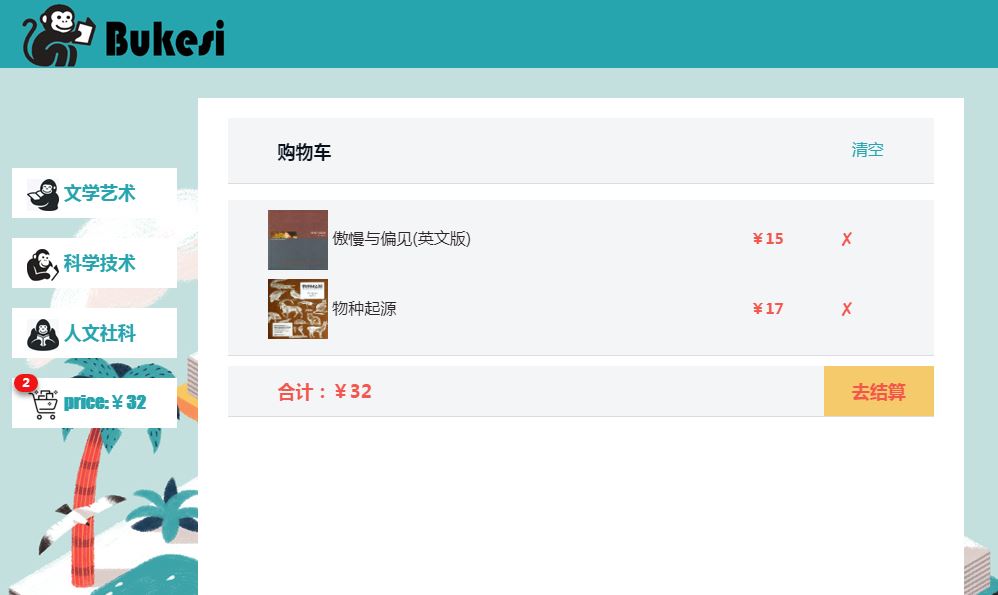 Bukesi
购物车
清空
文学艺术
科学技术
人文社科
2
price:￥32
傲慢与偏见(英文版)
￥15
✗
物种起源
￥17
✗
合计：￥32
去结算